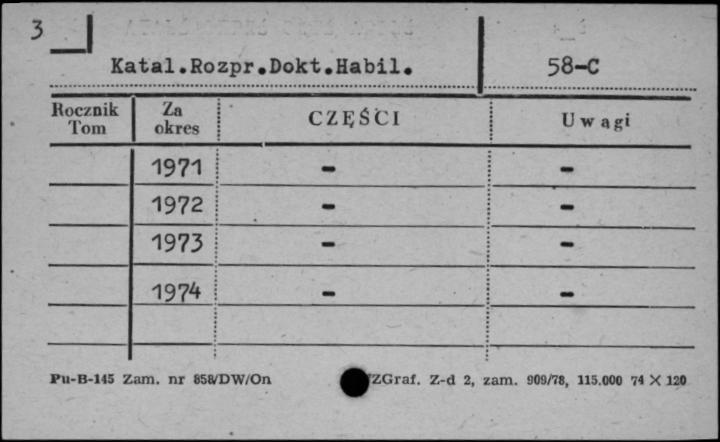 3
Katal.Rozpr.Dokt.Habil. 58-C
Rocznik Tom Za okres CZĘŚCI Uwagi
1971 - -
1972 - -
1973 - -
1974 - -
Pu-B-145 Zam. nr 858/DW/On ZGraf. Z-d 2, zam. 909/78, 115.000 74 X 120